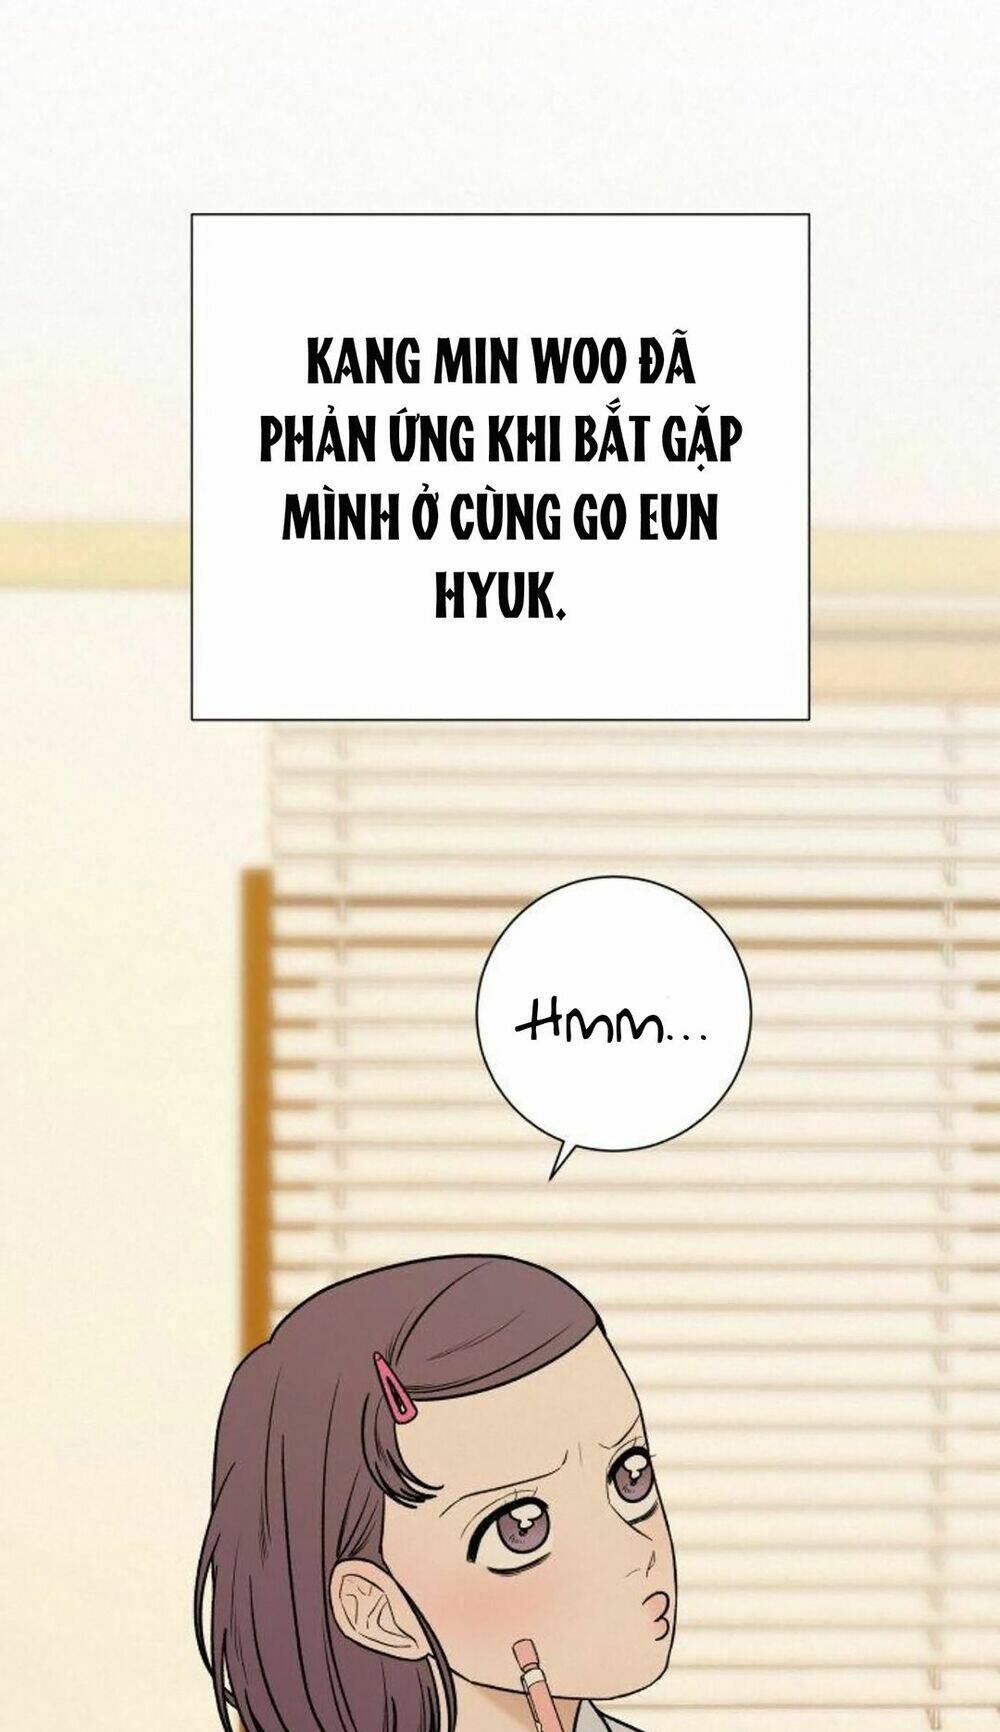 KANG MIN WOO ĐÃ
PHẢN ỨNG KHI BẮT GẶP
MÌNH Ở CÙNG GO EUN
HYUK.
HMM...